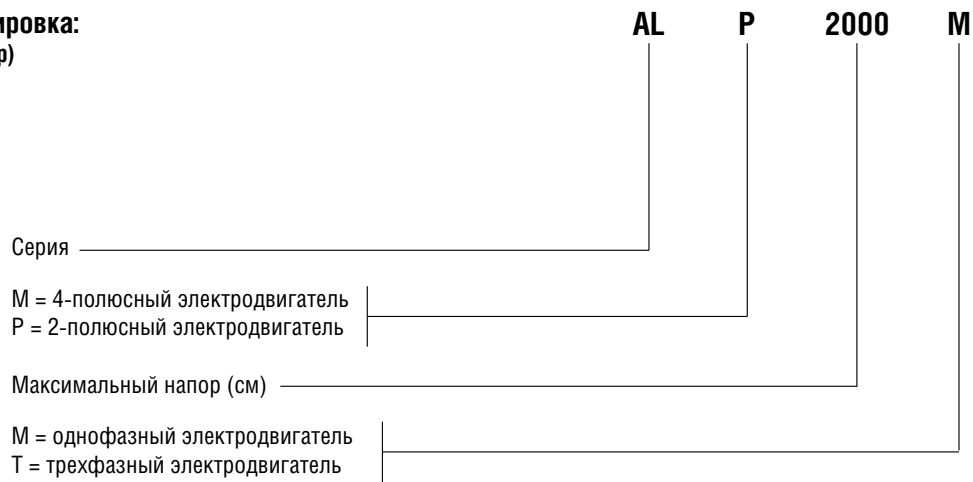 ировка: AL P 2000 M
р)
Серия
M = 4-полюсный электродвигатель
P = 2-полюсный электродвигатель
Максимальный напор (см)
M = однофазный электродвигатель
T = трехфазный электродвигатель